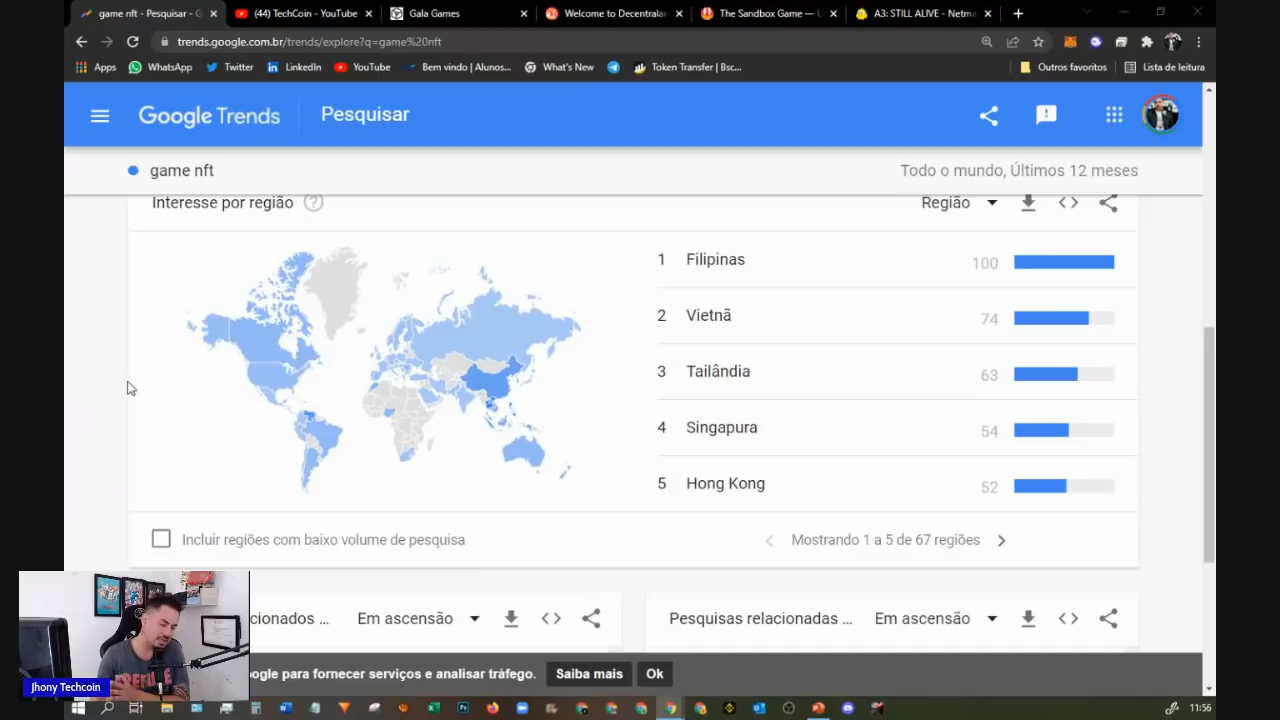 game nft - Pesquisar - G
(44) TechCoin - YouTube
Gala Games
Welcome to Decentralan
The Sandbox Game — U
A3: STILL ALIVE - Netma
trends.google.com.br/trends/explore?q=game%20nft
Apps
WhatsApp
Twitter
LinkedIn
YouTube
Bem vindo | Alunos...
What's New
Token Transfer | Bsc...
Outros favoritos
Lista de leitura
Google Trends
Pesquisar
game nft
Todo o mundo, Últimos 12 meses
Interesse por região
Região
1 Filipinas 100
2 Vietnã 74
3 Tailândia 63
4 Singapura 54
5 Hong Kong 52
Incluir regiões com baixo volume de pesquisa
Mostrando 1 a 5 de 67 regiões
cionados ...
Em ascensão
Pesquisas relacionadas ...
Em ascensão
ogle para fornecer serviços e analisar tráfego.
Saiba mais
Ok
Jhony Techcoin
11:56